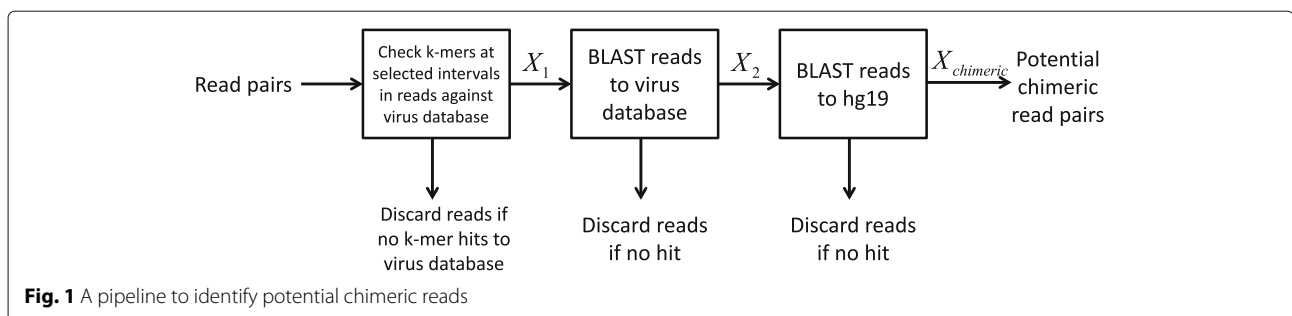 Read pairs
Check k-mers at
selected intervals
in reads against
virus database
X1
BLAST reads
to virus
database
X2
BLAST reads
to hg19
Xchimeric
Potential
chimeric
read pairs
Discard reads if
no k-mer hits to
virus database
Discard reads
if no hit
Discard reads
if no hit
Fig. 1 A pipeline to identify potential chimeric reads